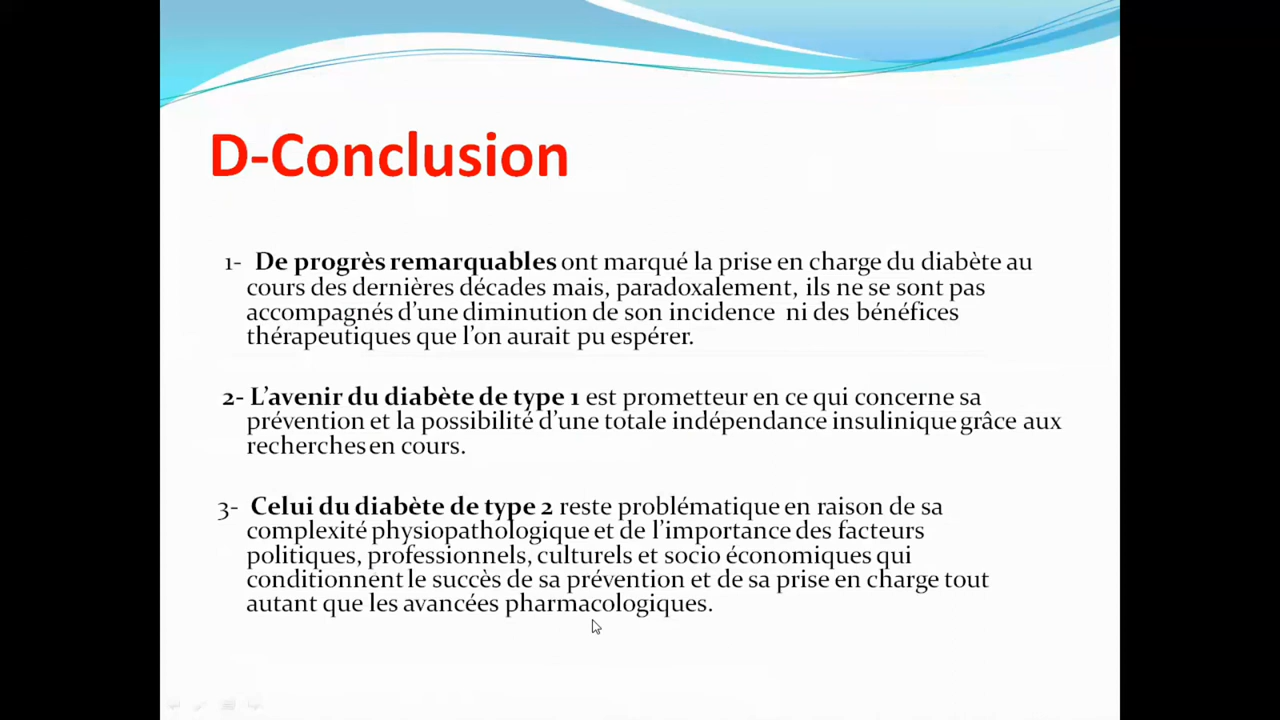 D-Conclusion
1- De progrès remarquables ont marqué la prise en charge du diabète au
cours des dernières décades mais, paradoxalement, ils ne se sont pas
accompagnés d’une diminution de son incidence ni des bénéfices
thérapeutiques que l’on aurait pu espérer.
2- L’avenir du diabète de type 1 est prometteur en ce qui concerne sa
prévention et la possibilité d’une totale indépendance insulinique grâce aux
recherches en cours.
3- Celui du diabète de type 2 reste problématique en raison de sa
complexité physiopathologique et de l’importance des facteurs
politiques, professionnels, culturels et socio économiques qui
conditionnent le succès de sa prévention et de sa prise en charge tout
autant que les avancées pharmacologiques.